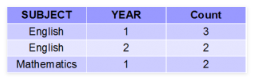 SUBJECT YEAR Count
English 1 3
English 2 2
Mathematics 1 2